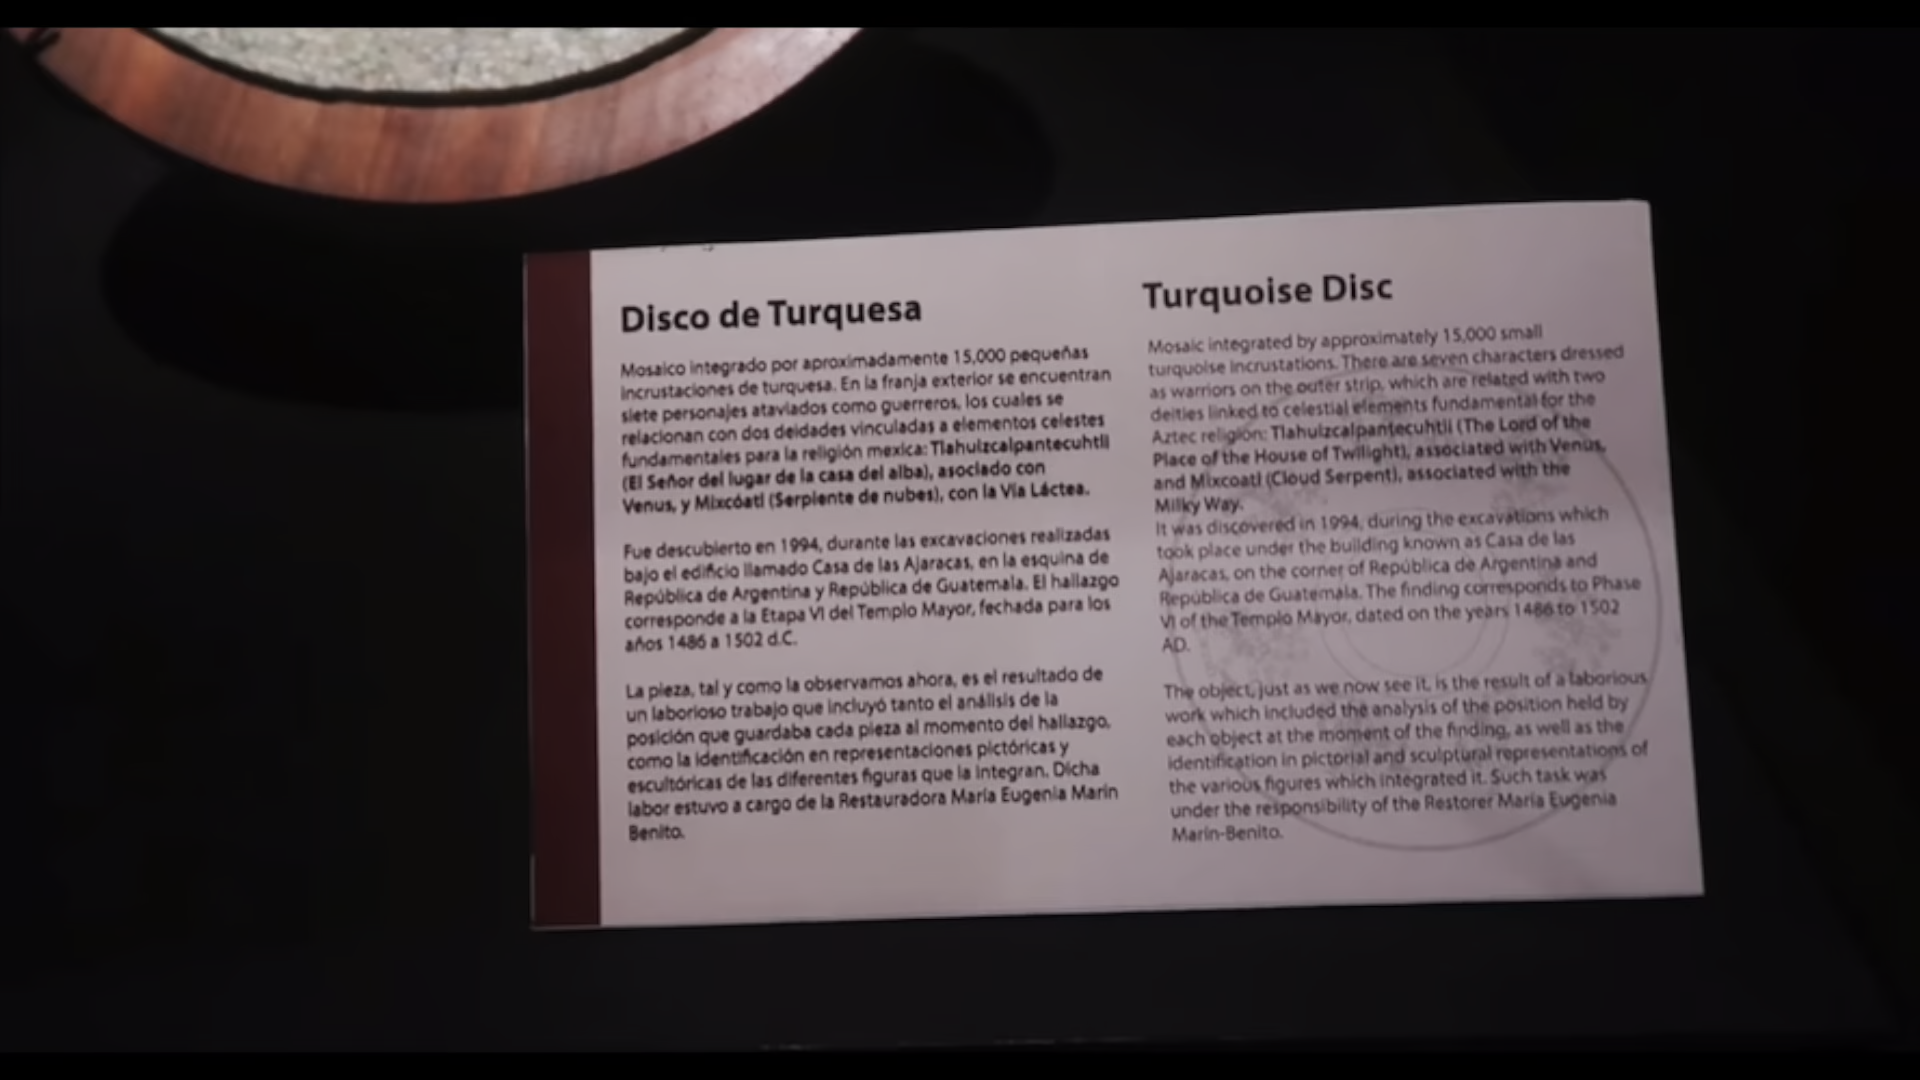 Disco de Turquesa
Mosaico integrado por aproximadamente 15,000 pequeñas
incrustaciones de turquesa. En la franja exterior se encuentran
siete personajes ataviados como guerreros, los cuales se
relacionan con dos deidades vinculadas a elementos celestes
fundamentales para la religión mexica: Tlahuizcalpantecuhtli
(El Señor del lugar de la casa del alba), asociado con
Venus, y Mixcóatl (Serpiente de nubes), con la Vía Láctea.
Fue descubierto en 1994, durante las excavaciones realizadas
bajo el edificio llamado Casa de las Ajaracas, en la esquina de
República de Argentina y República de Guatemala. El hallazgo
corresponde a la Etapa VI del Templo Mayor, fechada para los
años 1486 a 1502 d.C.
La pieza, tal y como la observamos ahora, es el resultado de
un laborioso trabajo que incluyó tanto el análisis de la
posición que guardaba cada pieza al momento del hallazgo,
como la identificación en representaciones pictóricas y
escultóricas de las diferentes figuras que la integran. Dicha
labor estuvo a cargo de la Restauradora María Eugenia Marín
Benito.
Turquoise Disc
Mosaic integrated by approximately 15,000 small
turquoise incrustations. There are seven characters dressed
as warriors on the outer strip, which are related with two
deities linked to celestial elements fundamental for the
Aztec religion: Tlahuizcalpantecuhtli (The Lord of the
Place of the House of Twilight), associated with Venus,
and Mixcoatl (Cloud Serpent), associated with the
Milky Way.
It was discovered in 1994, during the excavations which
took place under the building known as Casa de las
Ajaracas, on the corner of República de Argentina and
República de Guatemala. The finding corresponds to Phase
VI of the Templo Mayor, dated on the years 1486 to 1502
AD.
The object, just as we now see it, is the result of a laborious
work which included the analysis of the position held by
each object at the moment of the finding, as well as the
identification in pictorial and sculptural representations of
the various figures which integrated it. Such task was
under the responsibility of the Restorer María Eugenia
Marín-Benito.